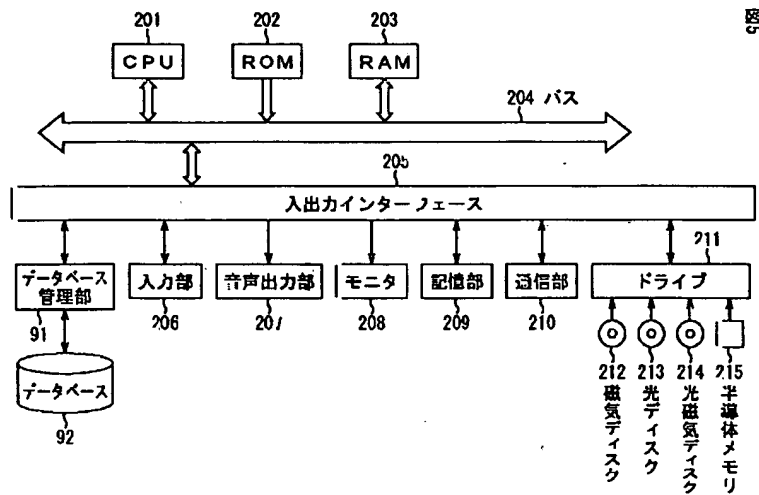 図5
201 202 203
CPU ROM RAM
204 バス
205
入出力インターフェース
211
データベース管理部 入力部 音声出力部 モニタ 記憶部 通信部 ドライブ
91 206 207 208 209 210
データベース
92
212 213 214 215
磁気ディスク
光ディスク
光磁気ディスク
半導体メモリ